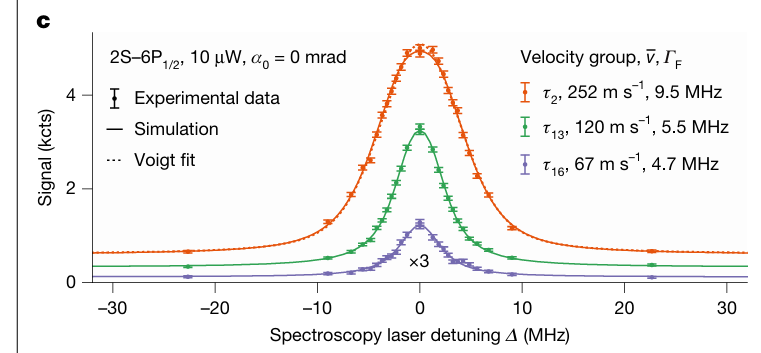 c
2S–6P1/2, 10 μW, α0 = 0 mrad
Experimental data
Simulation
Voigt fit
Velocity group, v̅, ΓF
τ2, 252 m s−1, 9.5 MHz
τ13, 120 m s−1, 5.5 MHz
τ16, 67 m s−1, 4.7 MHz
Signal (kcts)
4
2
0
×3
–30 –20 –10 0 10 20 30
Spectroscopy laser detuning Δ (MHz)